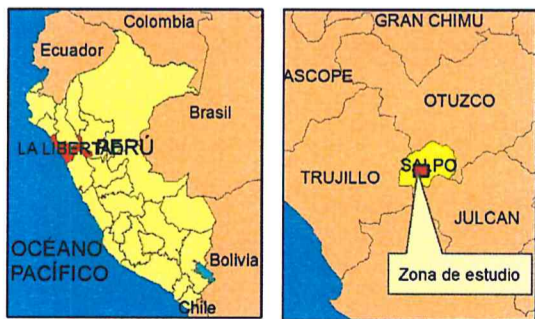 Colombia
Ecuador
Brasil
LA LIBERTAD
PERÚ
OCÉANO
PACÍFICO
Bolivia
Chile
GRAN CHIMU
ASCOPE
OTUZCO
SALPO
TRUJILLO
JULCAN
Zona de estudio